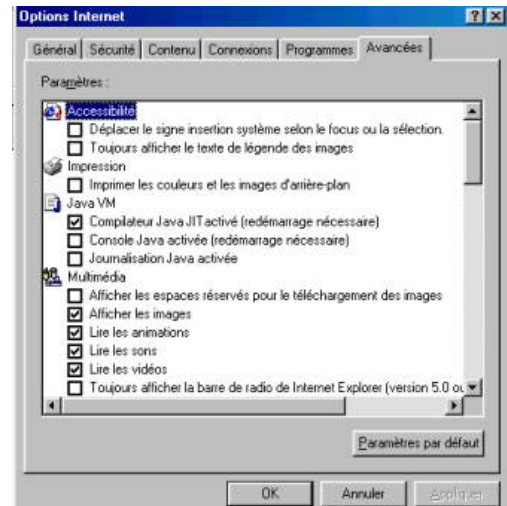 Options Internet
Général Sécurité Contenu Connexions Programmes Avancées
Paramètres :
Accessibilité
Déplacer le signe insertion système selon le focus ou la sélection.
Toujours afficher le texte de légende des images
Impression
Imprimer les couleurs et les images d'arrière-plan
Java VM
Compilateur Java JIT activé (redémarrage nécessaire)
Console Java activée (redémarrage nécessaire)
Journalisation Java activée
Multimédia
Afficher les espaces réservés pour le téléchargement des images
Afficher les images
Lire les animations
Lire les sons
Lire les vidéos
Toujours afficher la barre de radio de Internet Explorer (version 5.0 ou
Paramètres par défaut
OK Annuler Appliquer